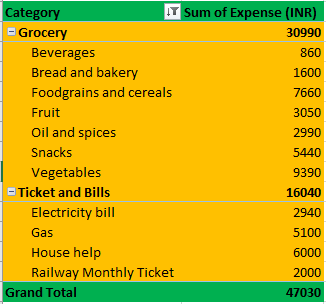 Category Sum of Expense (INR)
Grocery 30990
Beverages 860
Bread and bakery 1600
Foodgrains and cereals 7660
Fruit 3050
Oil and spices 2990
Snacks 5440
Vegetables 9390
Ticket and Bills 16040
Electricity bill 2940
Gas 5100
House help 6000
Railway Monthly Ticket 2000
Grand Total 47030